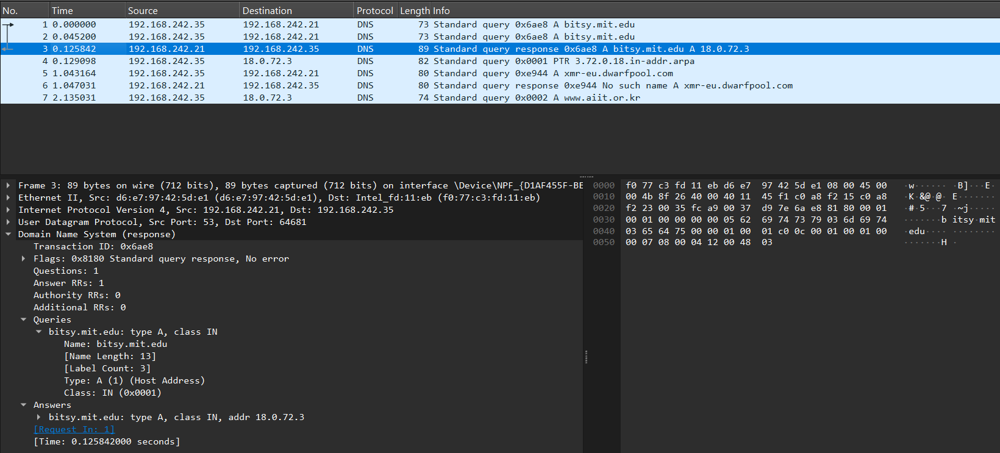 No. Time Source Destination Protocol Length Info
1 0.000000 192.168.242.35 192.168.242.21 DNS 73 Standard query 0x6ae8 A bitsy.mit.edu
2 0.045200 192.168.242.35 192.168.242.21 DNS 73 Standard query 0x6ae8 A bitsy.mit.edu
3 0.125842 192.168.242.21 192.168.242.35 DNS 89 Standard query response 0x6ae8 A bitsy.mit.edu A 18.0.72.3
4 0.129098 192.168.242.35 18.0.72.3 DNS 82 Standard query 0x0001 PTR 3.72.0.18.in-addr.arpa
5 1.043164 192.168.242.35 192.168.242.21 DNS 80 Standard query 0xe944 A xmr-eu.dwarfpool.com
6 1.047031 192.168.242.21 192.168.242.35 DNS 80 Standard query response 0xe944 No such name A xmr-eu.dwarfpool.com
7 2.135031 192.168.242.35 18.0.72.3 DNS 74 Standard query 0x0002 A www.aiit.or.kr
Frame 3: 89 bytes on wire (712 bits), 89 bytes captured (712 bits) on interface \Device\NPF_{D1AF455F-BE
Ethernet II, Src: d6:e7:97:42:5d:e1 (d6:e7:97:42:5d:e1), Dst: Intel_fd:11:eb (f0:77:c3:fd:11:eb)
Internet Protocol Version 4, Src: 192.168.242.21, Dst: 192.168.242.35
User Datagram Protocol, Src Port: 53, Dst Port: 64681
Domain Name System (response)
Transaction ID: 0x6ae8
Flags: 0x8180 Standard query response, No error
Questions: 1
Answer RRs: 1
Authority RRs: 0
Additional RRs: 0
Queries
bitsy.mit.edu: type A, class IN
Name: bitsy.mit.edu
[Name Length: 13]
[Label Count: 3]
Type: A (1) (Host Address)
Class: IN (0x0001)
Answers
bitsy.mit.edu: type A, class IN, addr 18.0.72.3
[Request In: 1]
[Time: 0.125842000 seconds]
0000 f0 77 c3 fd 11 eb d6 e7 97 42 5d e1 08 00 45 00 ·w······ ·B]···E·
0010 00 4b 8f 26 40 00 40 11 45 f1 c0 a8 f2 15 c0 a8 ·K·&@·@· E·······
0020 f2 23 00 35 fc a9 00 37 d9 7e 6a e8 81 80 00 01 ·#·5···7 ·~j·····
0030 00 01 00 00 00 00 05 62 69 74 73 79 03 6d 69 74 ·······b itsy·mit
0040 03 65 64 75 00 00 01 00 01 c0 0c 00 01 00 01 00 ·edu···· ········
0050 00 07 08 00 04 12 00 48 03 ·······H ·